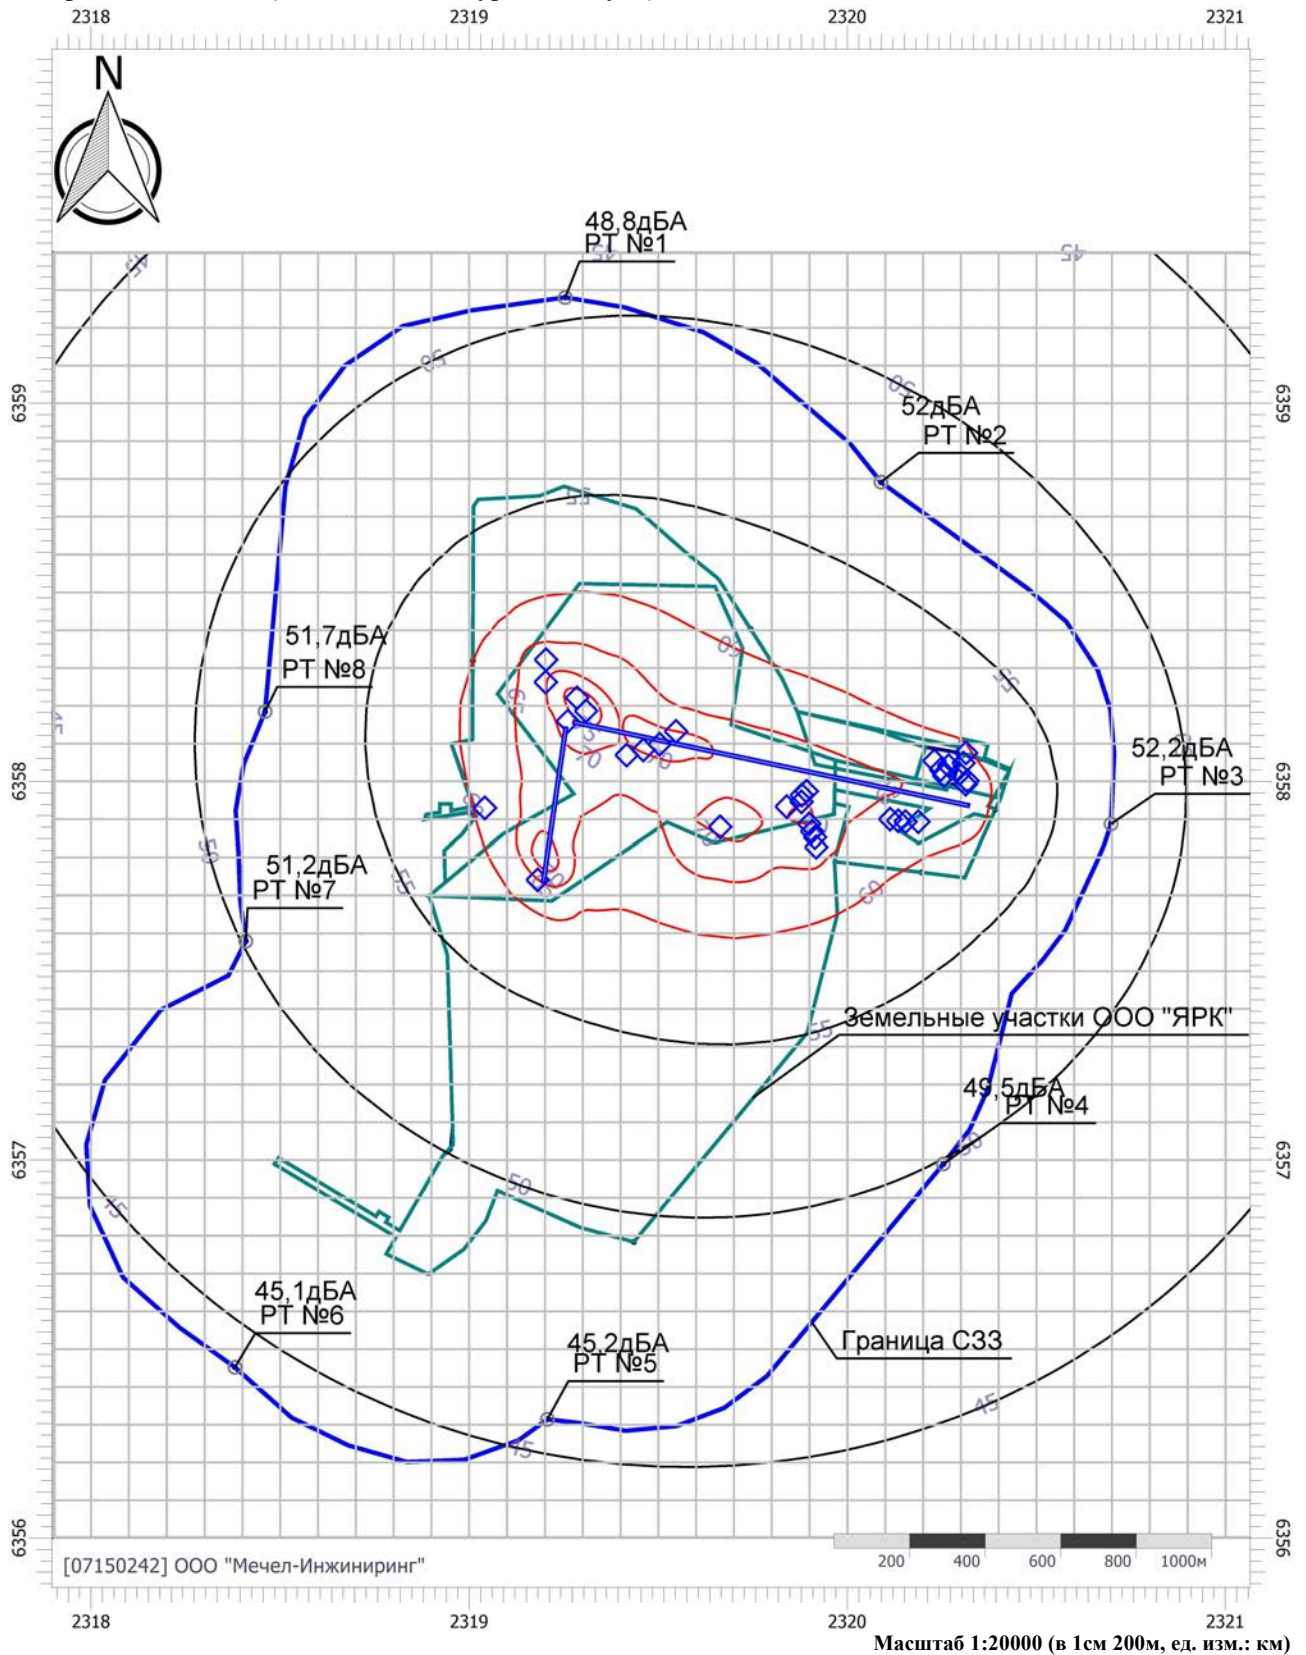 2318 2319 2320 2321
N
48,8дБА
РТ №1
45
45
45
50
50
52дБА
РТ №2
6359
6359
55
51,7дБА
РТ №8
60
55
65
45
52,2дБА
РТ №3
70
70
6358
6358
50
51,2дБА
РТ №7
55
60
55
Земельные участки ООО "ЯРК"
49,5дБА
РТ №4
50
6357
6357
50
45
45,1дБА
РТ №6
45,2дБА
РТ №5
Граница СЗЗ
45
45
6356
6356
200 400 600 800 1000м
[07150242] ООО "Мечел-Инжиниринг"
2318 2319 2320 2321
Масштаб 1:20000 (в 1см 200м, ед. изм.: км)